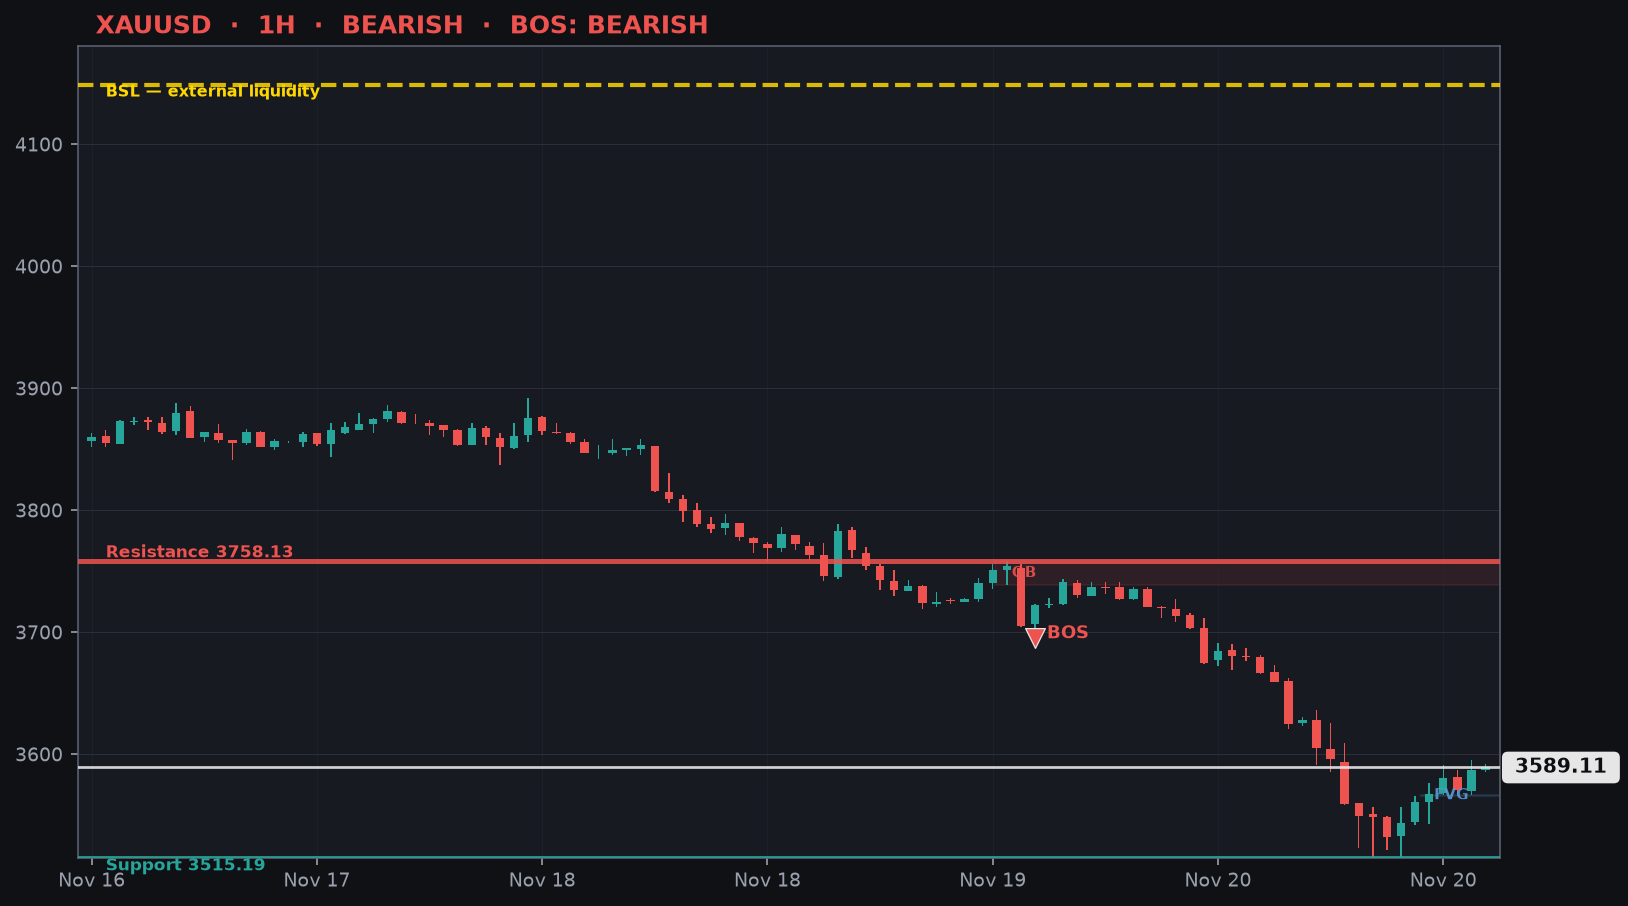 XAUUSD · 1H · BEARISH · BOS: BEARISH
BSL — external liquidity
4100
4000
3900
3800
Resistance 3758.13
OB
3700
BOS
3600
3589.11
FVG
Support 3515.19
Nov 16 Nov 17 Nov 18 Nov 18 Nov 19 Nov 20 Nov 20